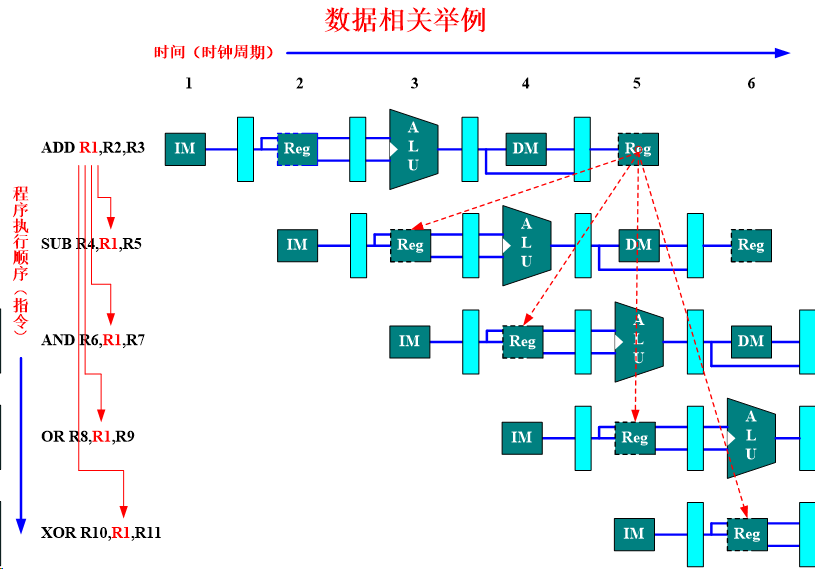 数据相关举例
时间（时钟周期）
1 2 3 4 5 6
ADD R1,R2,R3 IM Reg ALU DM Reg
SUB R4,R1,R5 IM Reg ALU DM Reg
AND R6,R1,R7 IM Reg ALU DM
OR R8,R1,R9 IM Reg ALU
XOR R10,R1,R11 IM Reg
程序执行顺序（指令）